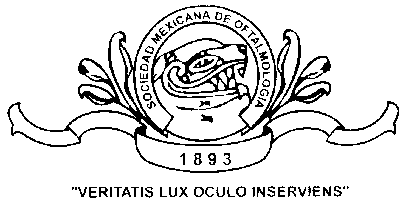 SOCIEDAD MEXICANA DE OFTALMOLOGIA
1893
"VERITATIS LUX OCULO INSERVIENS"